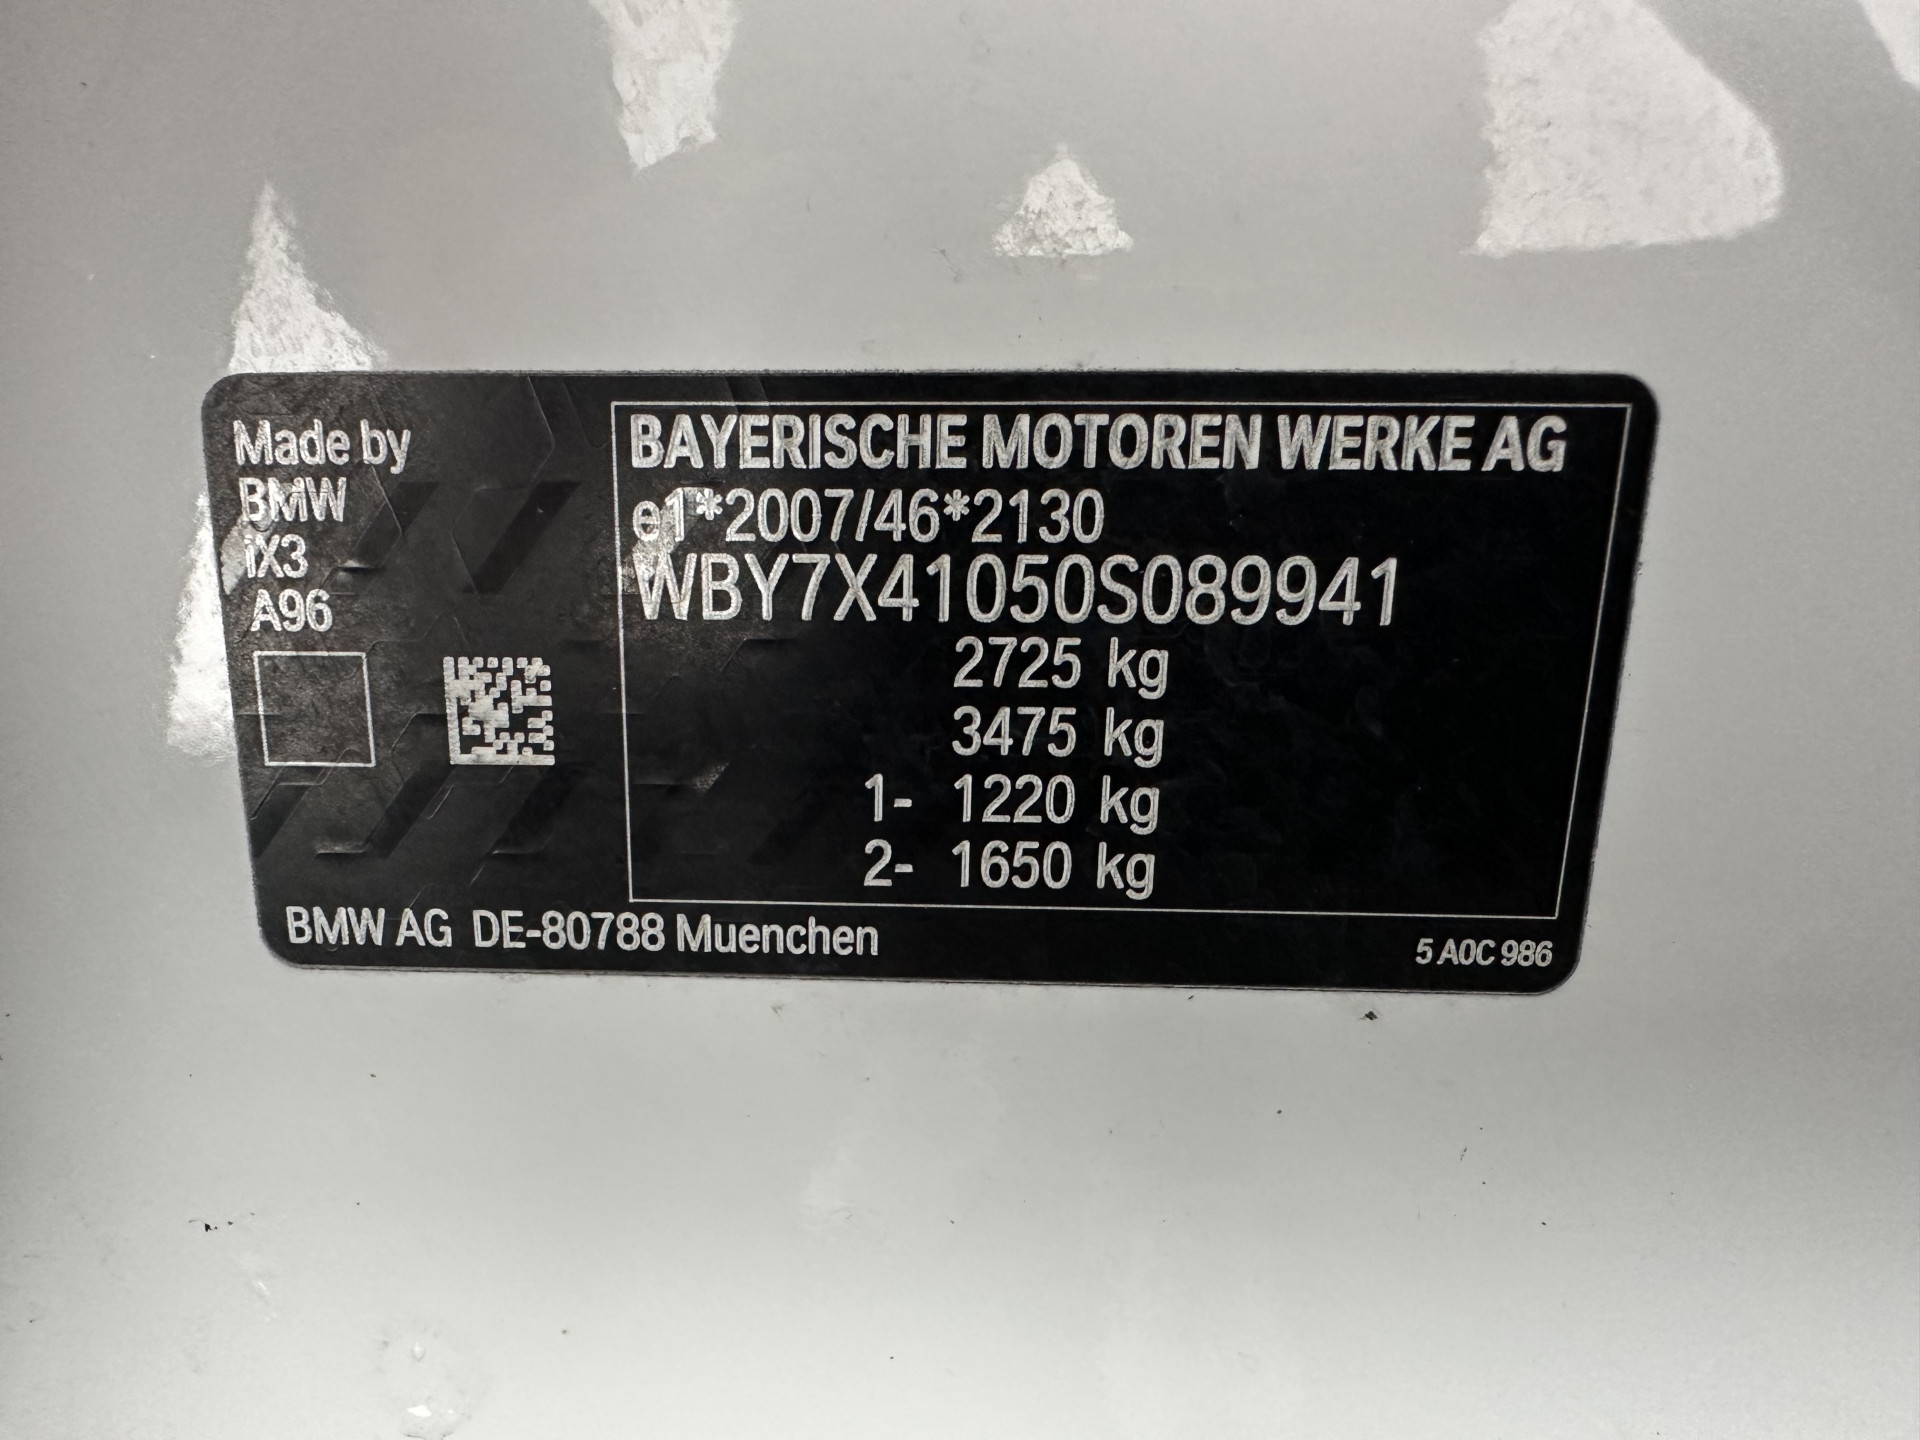 Made by
BMW
iX3
A96
BAYERISCHE MOTOREN WERKE AG
e1*2007/46*2130
WBY7X41050S089941
2725 kg
3475 kg
1- 1220 kg
2- 1650 kg
BMW AG DE-80788 Muenchen
5 A0C 986